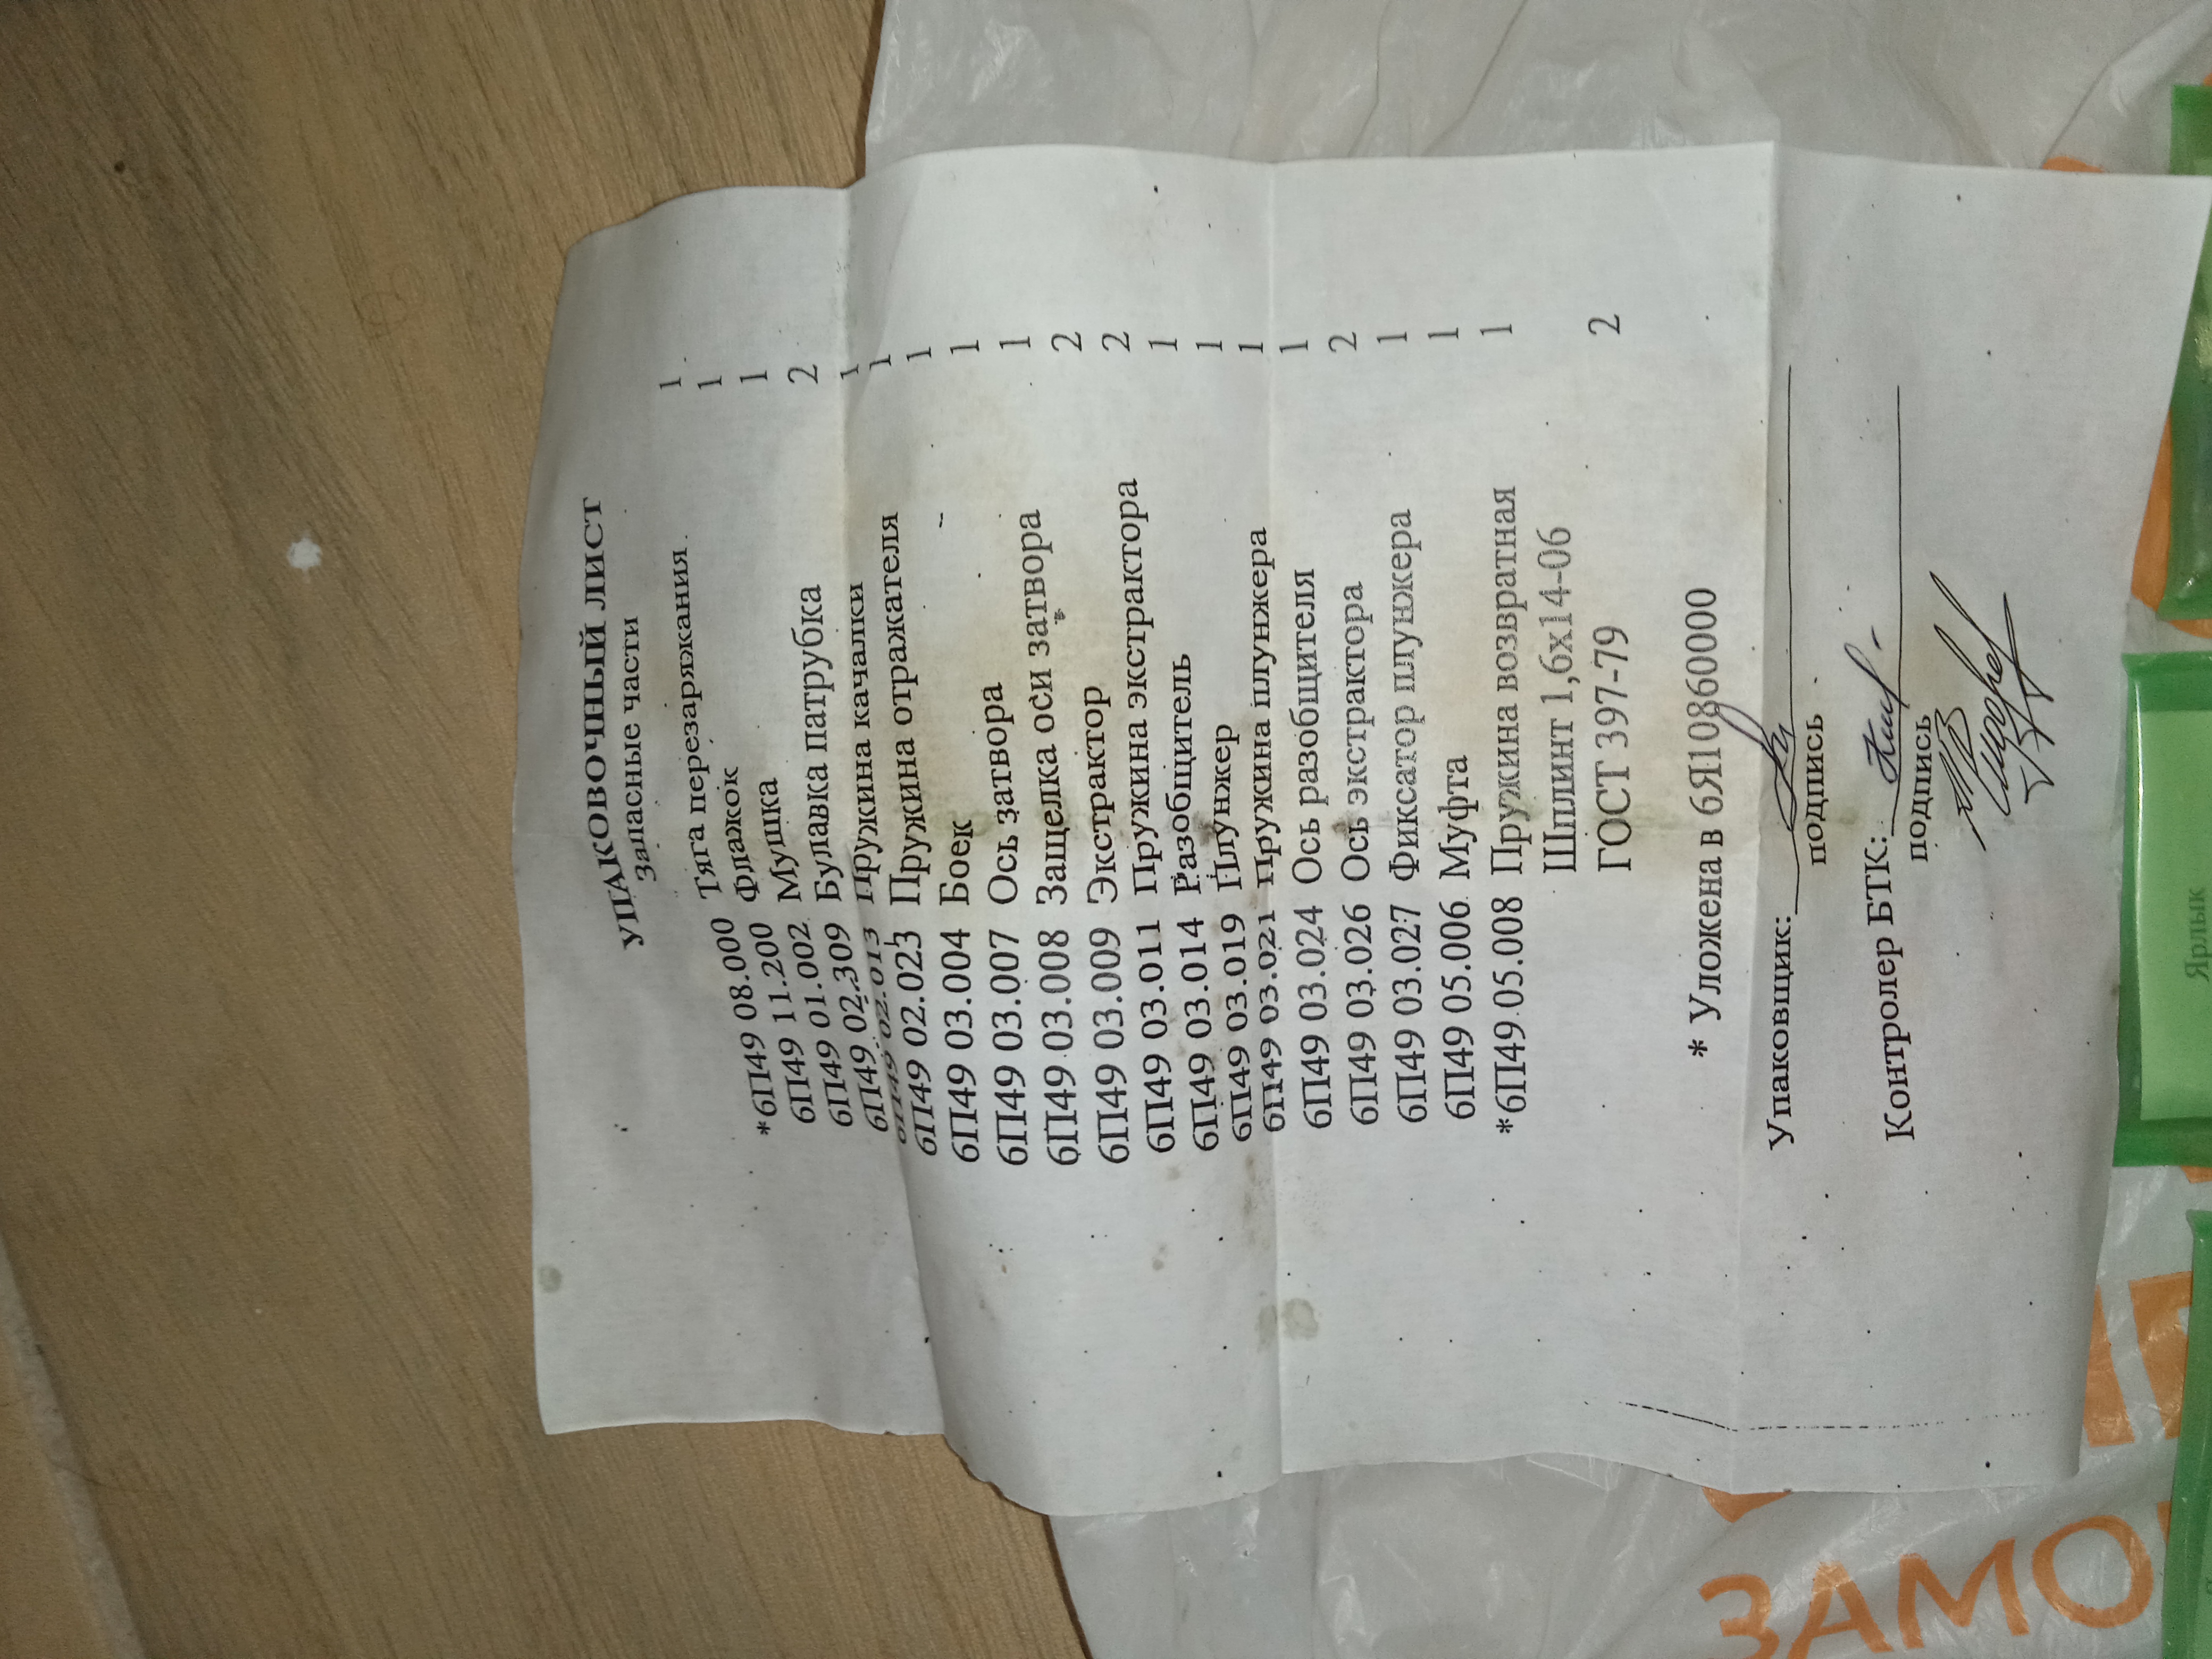 УПАКОВОЧНЫЙ ЛИСТ
Запасные части
*6П49 08.000 Тяга перезаряжания 1
6П49 11.200 Флажок 1
6П49 01.002 Мушка 1
6П49 02.309 Булавка патрубка 2
6П49 02.013 Пружина качалки 1
6П49 02.023 Пружина отражателя 1
6П49 03.004 Боек 1
6П49 03.007 Ось затвора 1
6П49 03.008 Защелка оси затвора 1
6П49 03.009 Экстрактор 2
6П49 03.011 Пружина экстрактора 2
6П49 03.014 Разобщитель 1
6П49 03.019 Плунжер 1
6П49 03.021 Пружина плунжера 1
6П49 03.024 Ось разобщителя 1
6П49 03.026 Ось экстрактора 2
6П49 03.027 Фиксатор плунжера 1
6П49 05.006 Муфта 1
*6П49 05.008 Пружина возвратная 1
Шплинт 1,6х14-06
ГОСТ 397-79 2
* Уложена в 6Я10860000
Упаковщик:
подпись
Контролер БТК:
подпись
Ярлык
ЗАМО